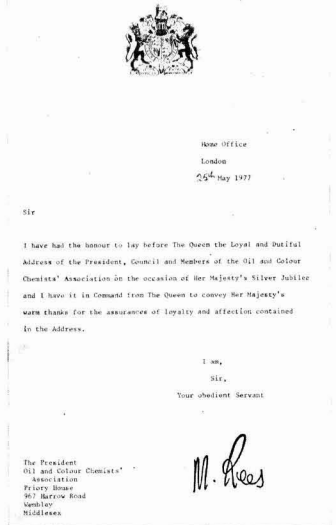 Home Office
London
25th May 1977
Sir
I have had the honour to lay before The Queen the Loyal and Dutiful
Address of the President, Council and Members of the Oil and Colour
Chemists' Association on the occasion of Her Majesty's Silver Jubilee
and I have it in Command from The Queen to convey Her Majesty's
warm thanks for the assurances of loyalty and affection contained
in the Address.
I am,
Sir,
Your obedient Servant
M. Rees
The President
Oil and Colour Chemists'
Association
Priory House
967 Harrow Road
Wembley
Middlesex